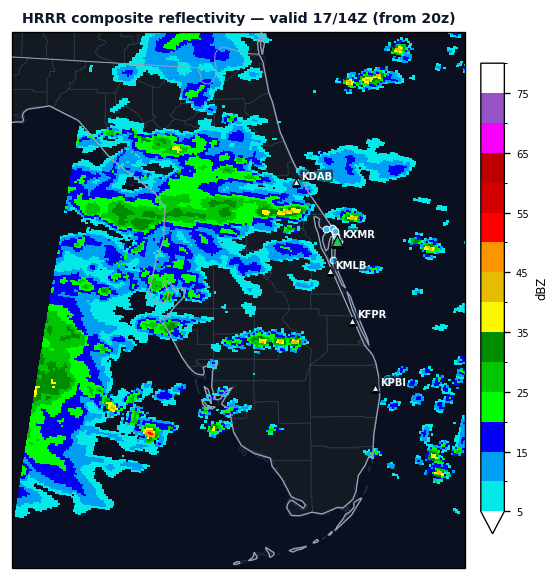 HRRR composite reflectivity — valid 17/14Z (from 20z)
KDAB
KXMR
KMLB
KFPR
KPBI
75
65
55
45
35
25
15
5
dBZ